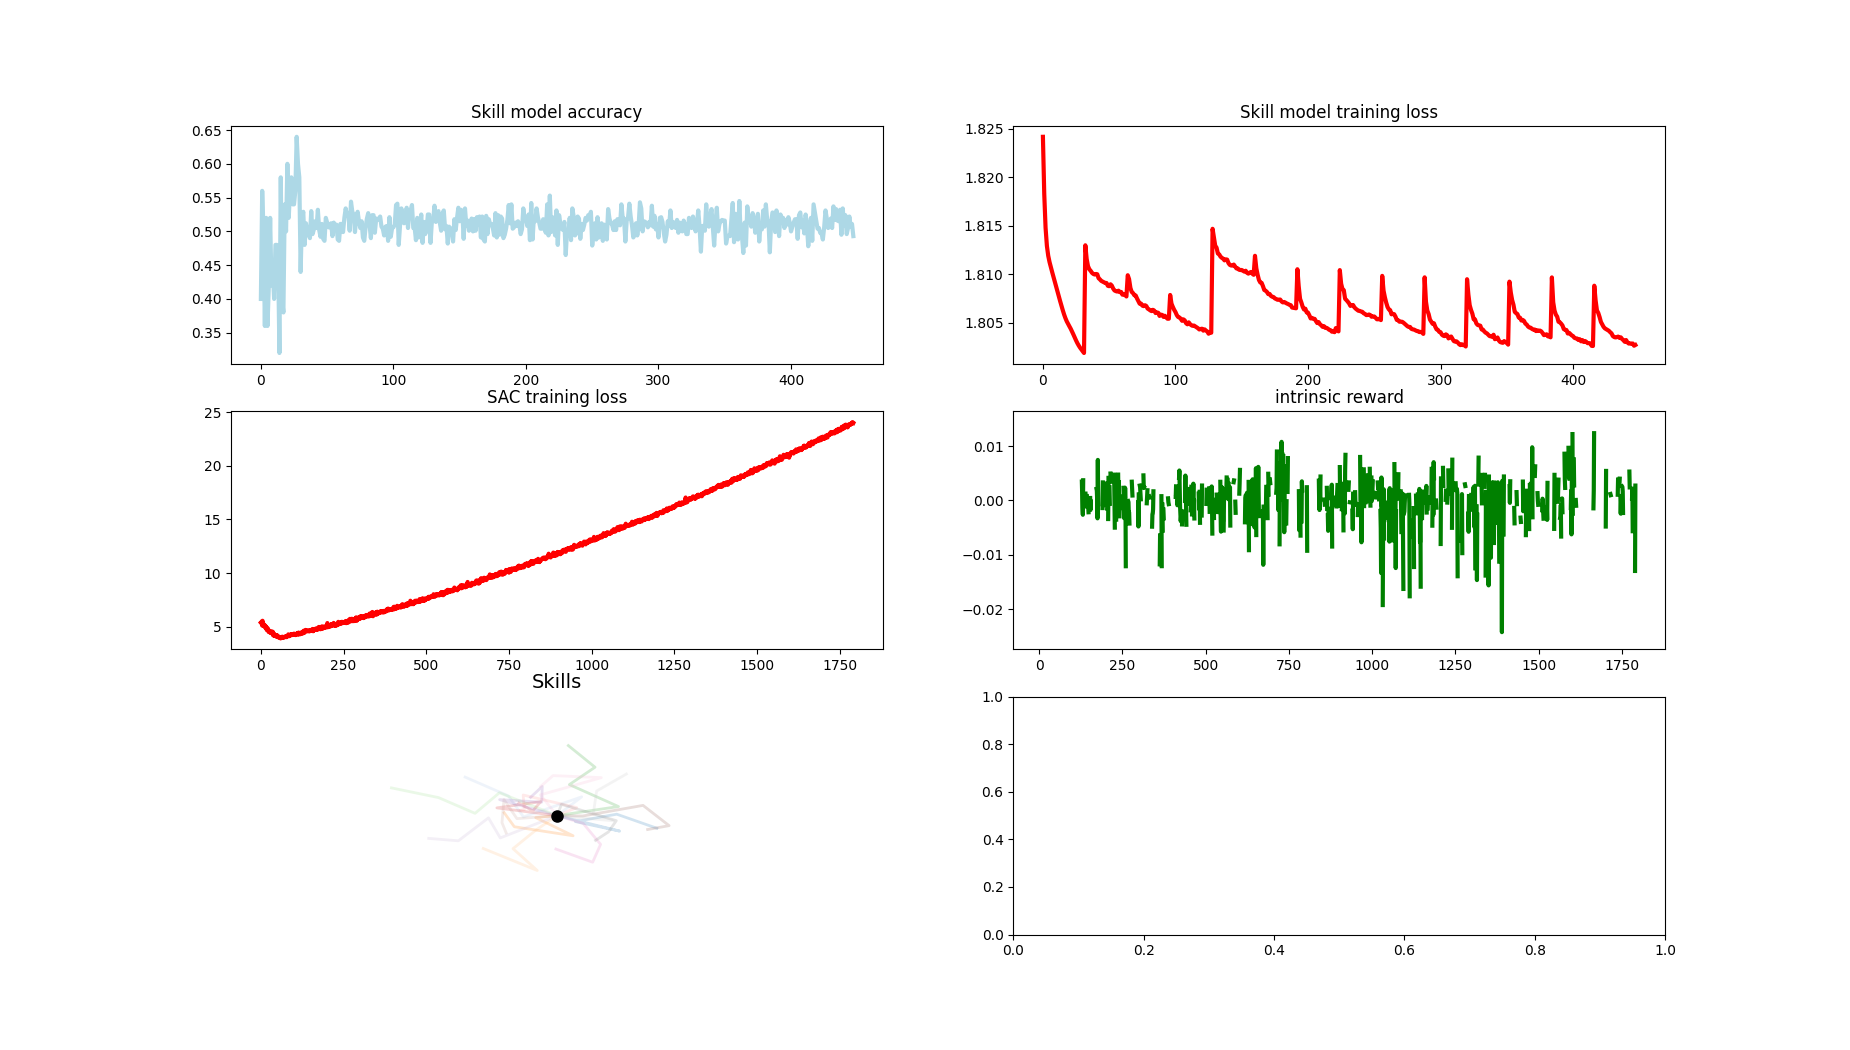 Skill model accuracy
0.65
0.60
0.55
0.50
0.45
0.40
0.35
0 100 200 300 400
Skill model training loss
1.825
1.820
1.815
1.810
1.805
0 100 200 300 400
SAC training loss
25
20
15
10
5
0 250 500 750 1000 1250 1500 1750
intrinsic reward
0.01
0.00
−0.01
−0.02
0 250 500 750 1000 1250 1500 1750
Skills
1.0
0.8
0.6
0.4
0.2
0.0
0.0 0.2 0.4 0.6 0.8 1.0